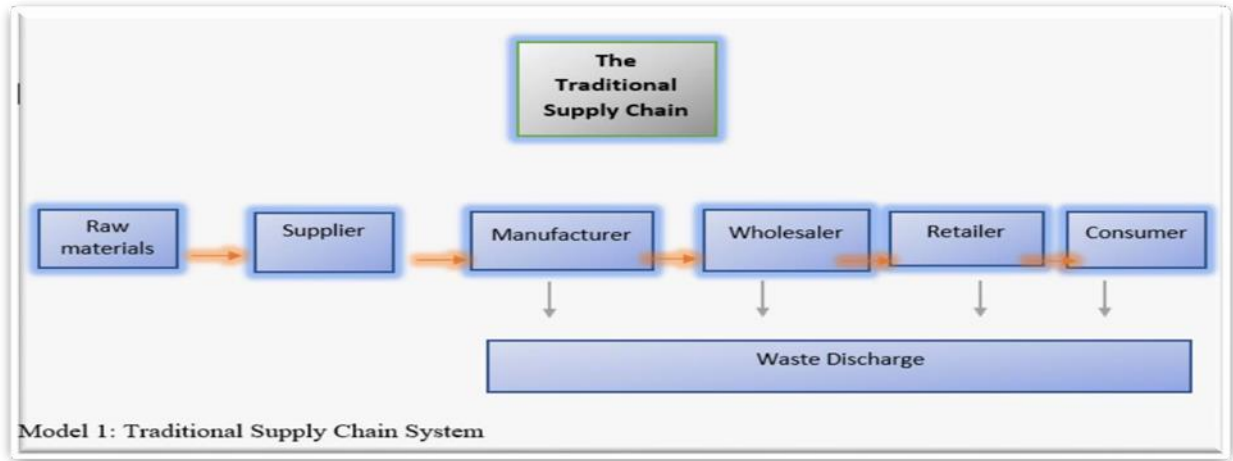 The
Traditional
Supply Chain
Raw
materials
Supplier
Manufacturer
Wholesaler
Retailer
Consumer
Waste Discharge
Model 1: Traditional Supply Chain System